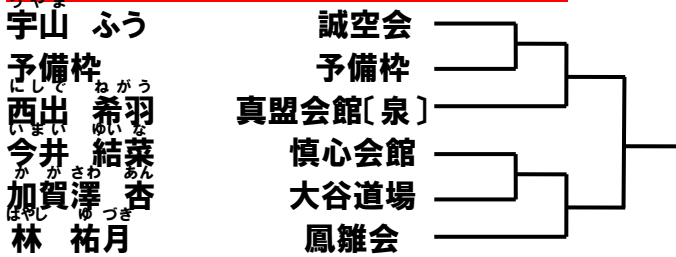 うやま
宇山 ふう 誠空会
予備枠 予備枠
にしで ねがう
西出 希羽 真盟会館〔泉〕
いまい ゆいな
今井 結菜 慎心会館
かがさわ あん
加賀澤 杏 大谷道場
はやし ゆづき
林 祐月 鳳雛会